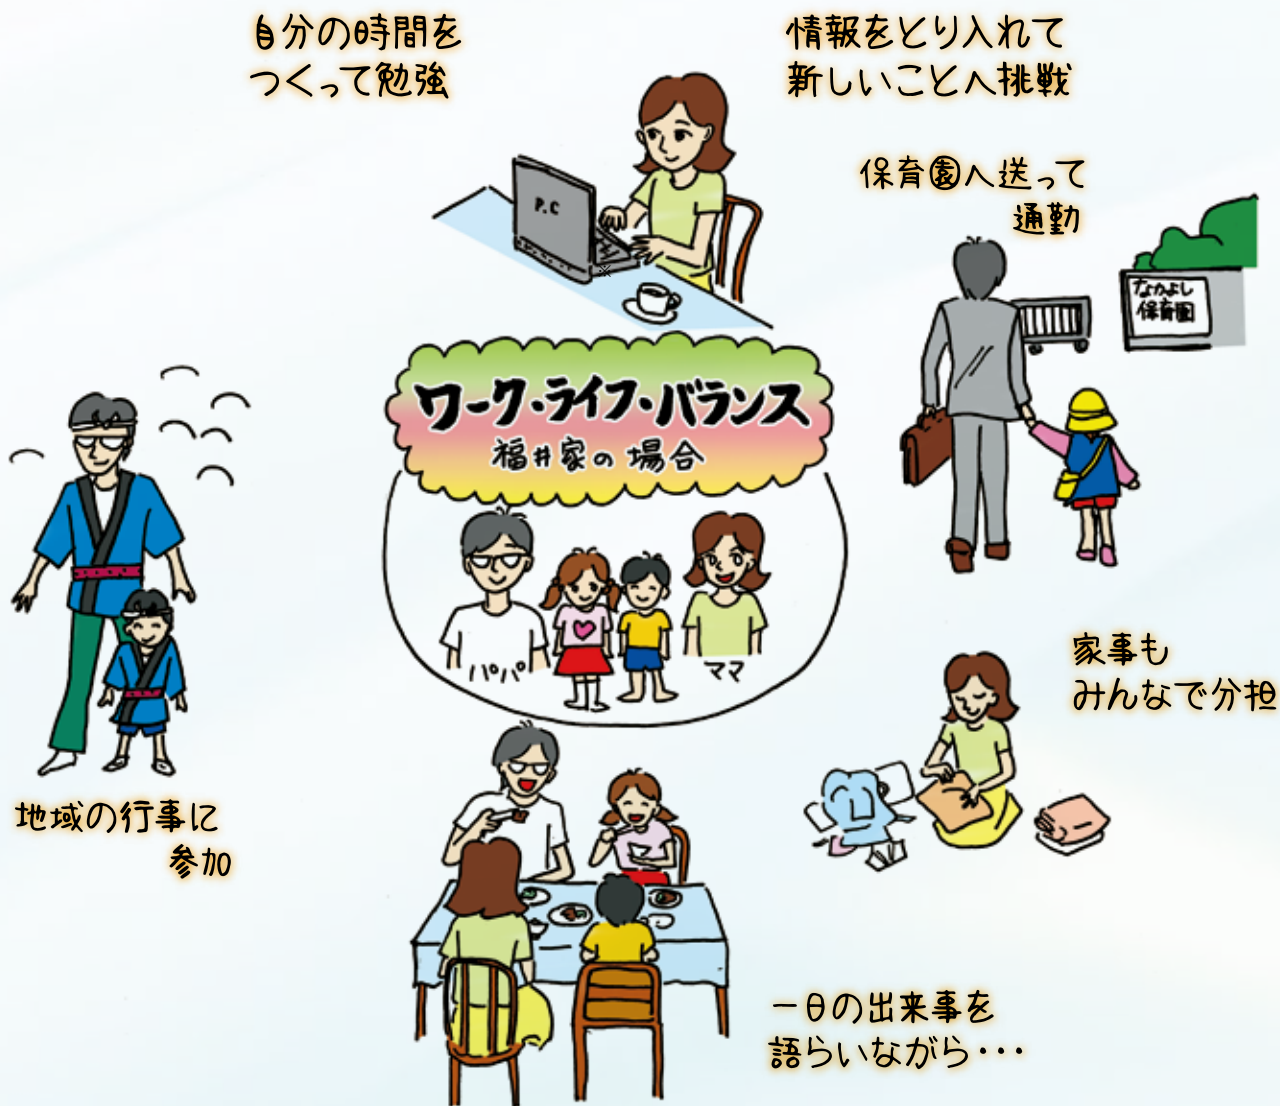 自分の時間を
つくって勉強
情報をとり入れて
新しいことへ挑戦
P.C
保育園へ送って
通勤
なかよし
保育園
ワーク・ライフ・バランス
福井家の場合
パパ
ママ
家事も
みんなで分担
地域の行事に
参加
一日の出来事を
語らいながら・・・